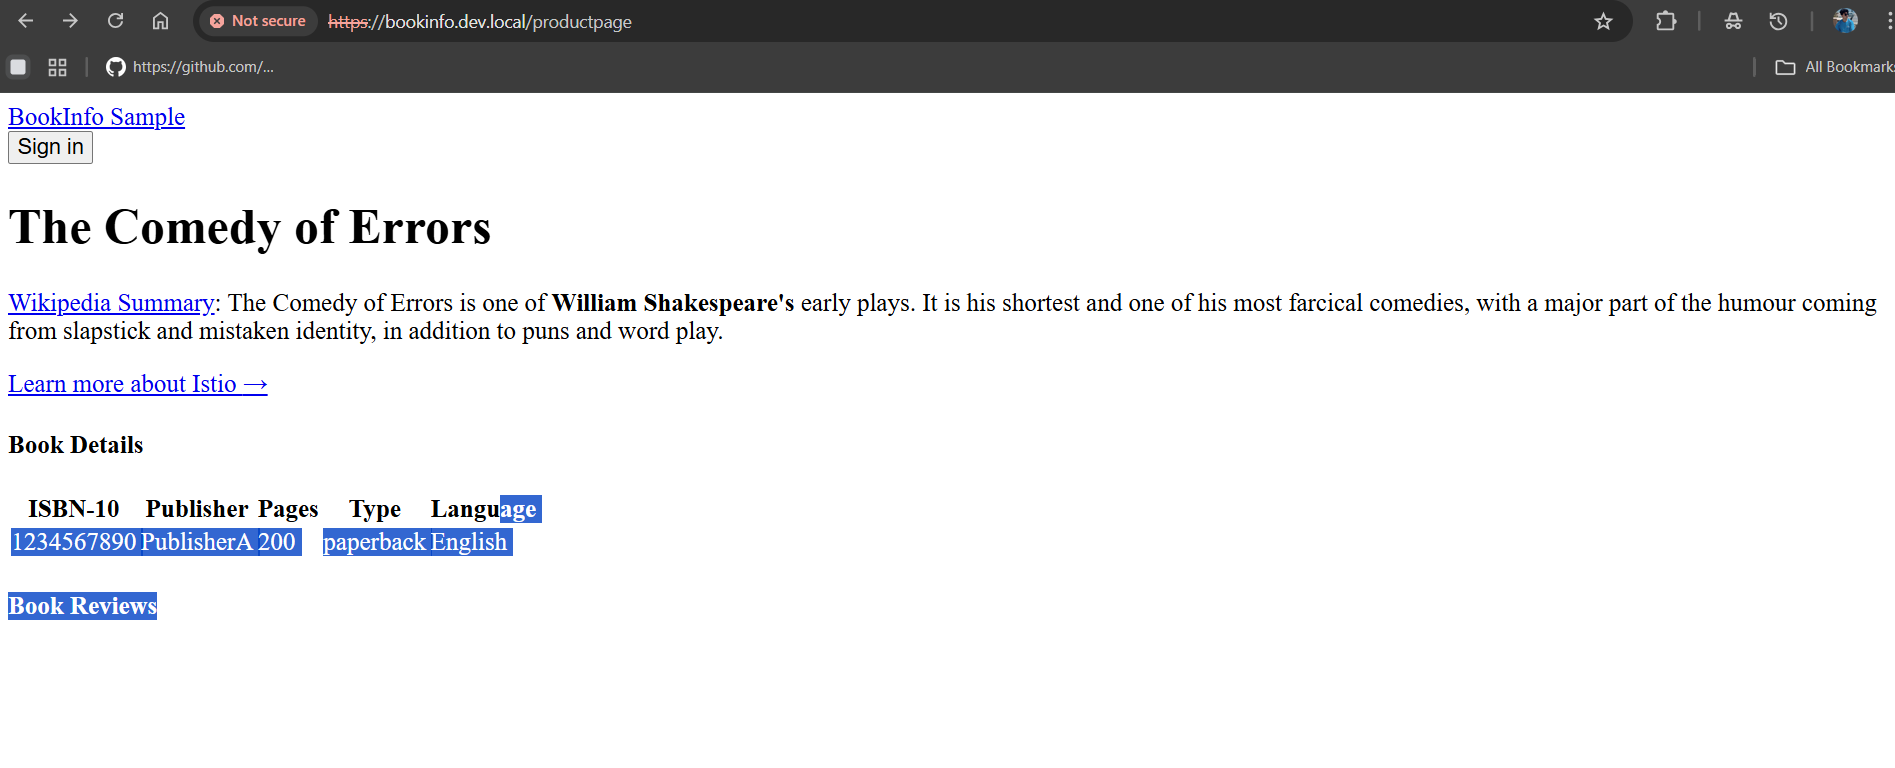 Not secure https://bookinfo.dev.local/productpage
https://github.com/...
All Bookmarks
BookInfo Sample
Sign in
The Comedy of Errors
Wikipedia Summary: The Comedy of Errors is one of William Shakespeare's early plays. It is his shortest and one of his most farcical comedies, with a major part of the humour coming
from slapstick and mistaken identity, in addition to puns and word play.
Learn more about Istio →
Book Details
ISBN-10 Publisher Pages Type Language
1234567890 PublisherA 200 paperback English
Book Reviews